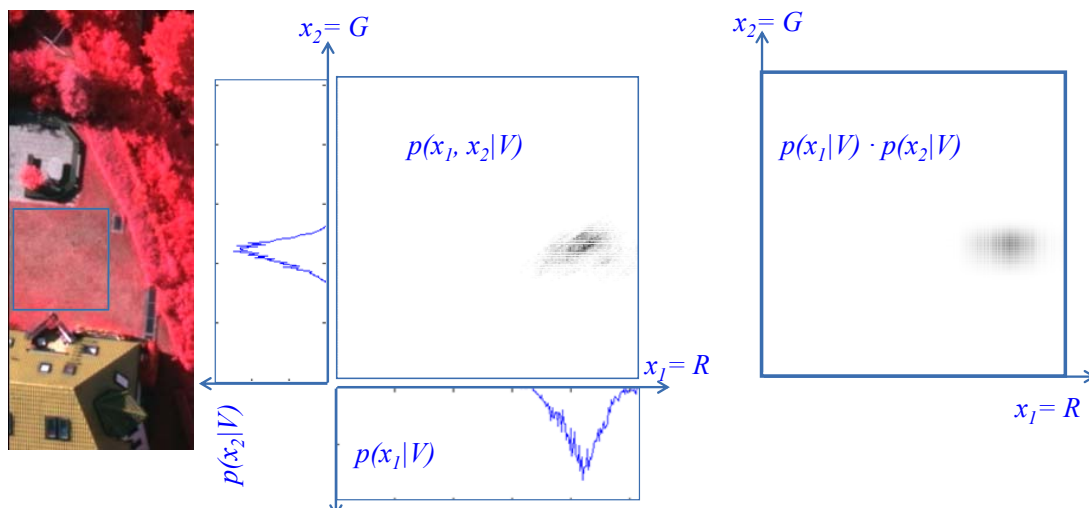 x₂= G
p(x₁, x₂|V)
x₁= R
p(x₂|V)
p(x₁|V)
x₂= G
p(x₁|V) · p(x₂|V)
x₁= R